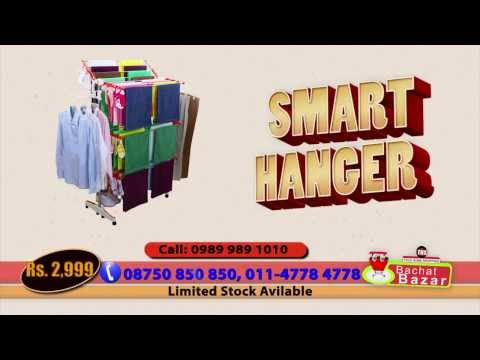 SMART
HANGER
Call: 0989 989 1010
Rs. 2,999
08750 850 850, 011-4778 4778
Bachat
Bazar
Limited Stock Avilable